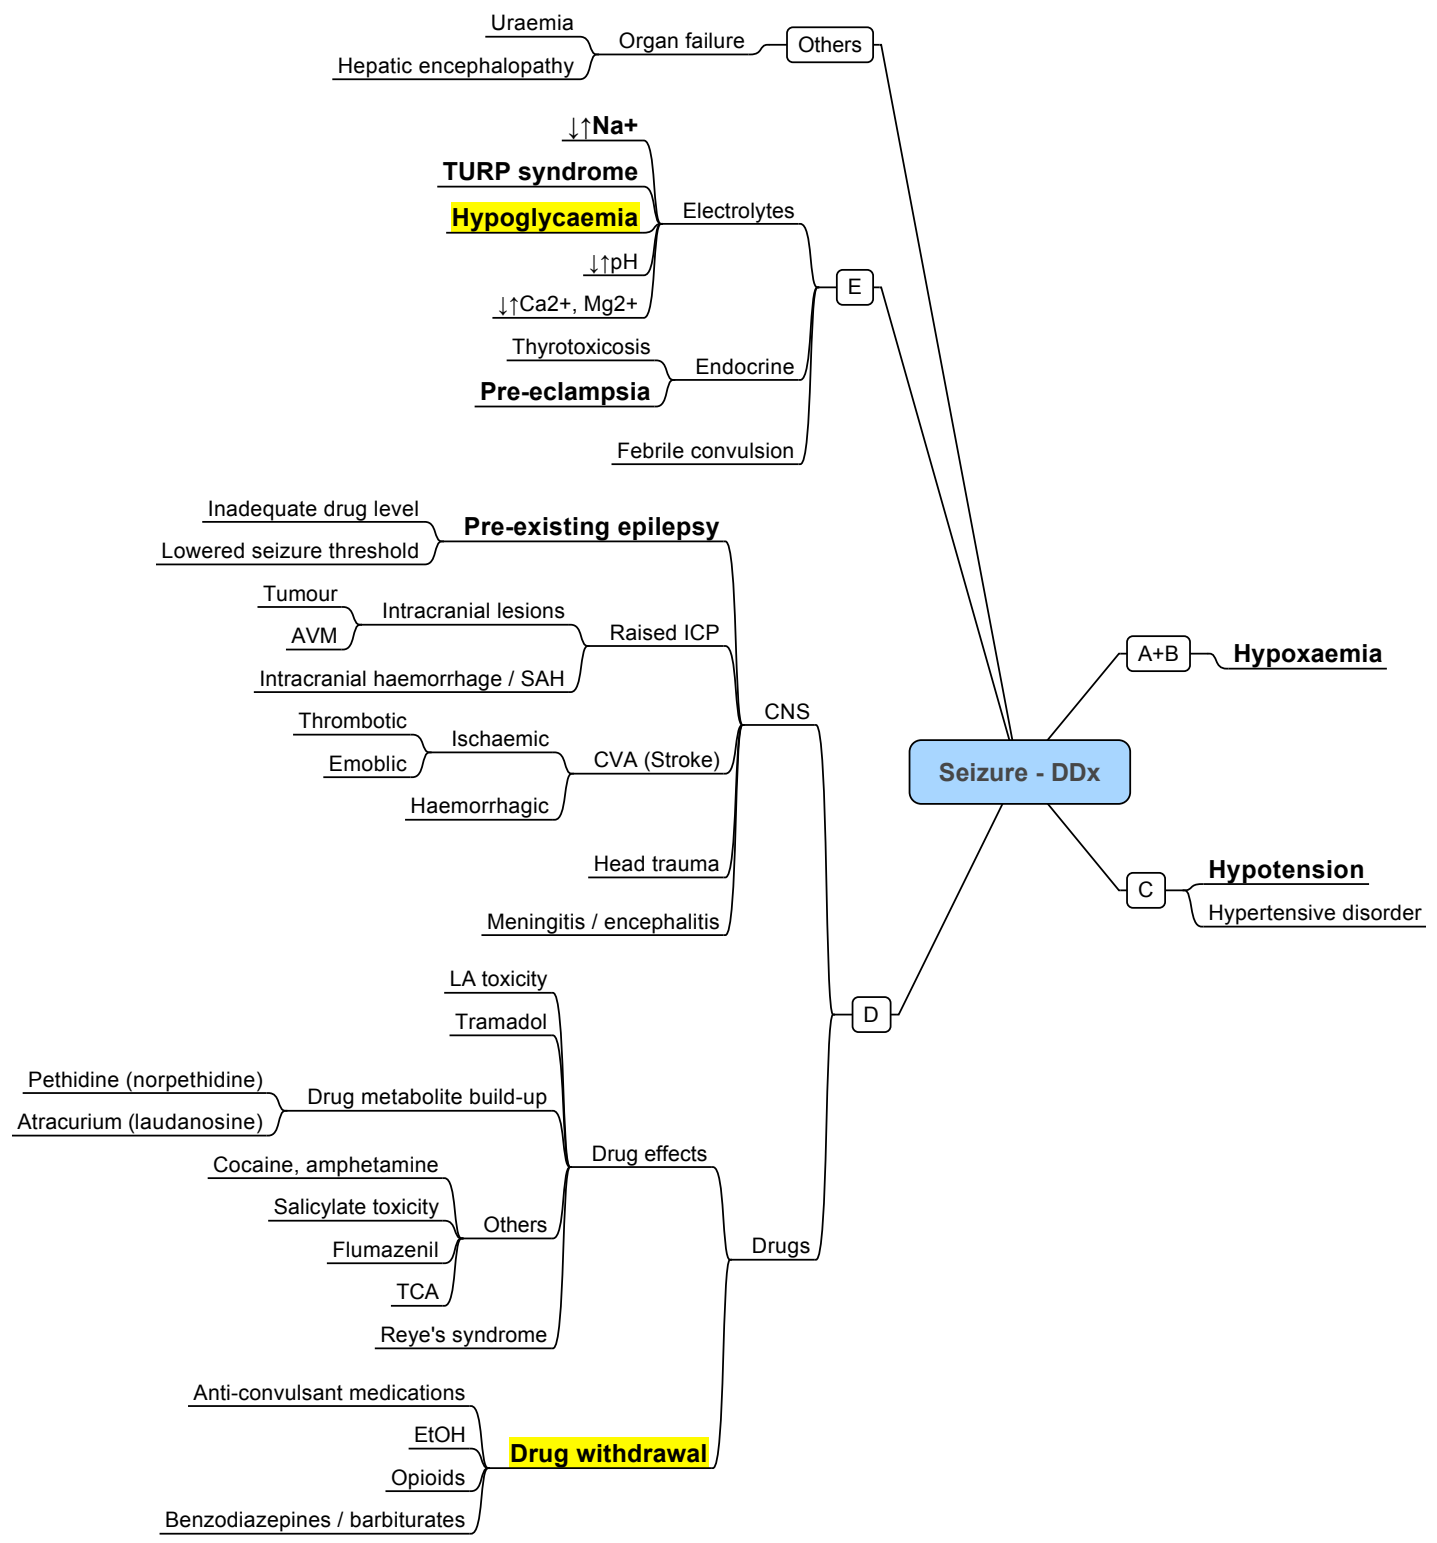 Seizure - DDx
A+B
Hypoxaemia
C
Hypotension
Hypertensive disorder
D
CNS
Pre-existing epilepsy
Inadequate drug level
Lowered seizure threshold
Raised ICP
Intracranial lesions
Tumour
AVM
Intracranial haemorrhage / SAH
CVA (Stroke)
Ischaemic
Thrombotic
Emoblic
Haemorrhagic
Head trauma
Meningitis / encephalitis
Drugs
Drug effects
LA toxicity
Tramadol
Drug metabolite build-up
Pethidine (norpethidine)
Atracurium (laudanosine)
Others
Cocaine, amphetamine
Salicylate toxicity
Flumazenil
TCA
Reye's syndrome
Drug withdrawal
Anti-convulsant medications
EtOH
Opioids
Benzodiazepines / barbiturates
E
Electrolytes
↓↑Na+
TURP syndrome
Hypoglycaemia
↓↑pH
↓↑Ca2+, Mg2+
Endocrine
Thyrotoxicosis
Pre-eclampsia
Febrile convulsion
Others
Organ failure
Uraemia
Hepatic encephalopathy